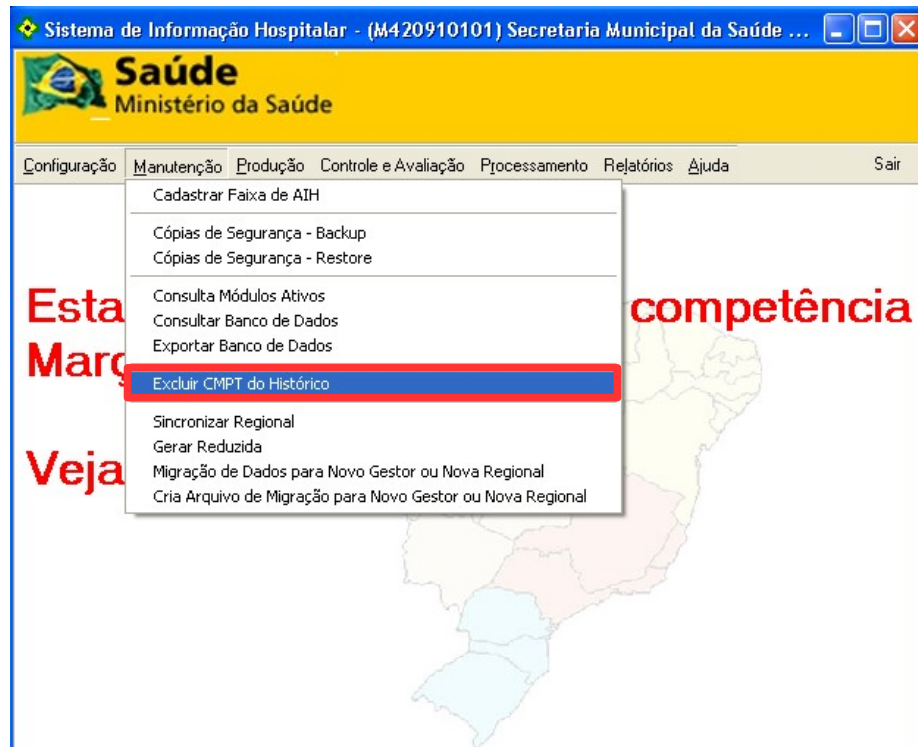 Sistema de Informação Hospitalar - (M420910101) Secretaria Municipal da Saúde ...
Saúde
Ministério da Saúde
Configuração Manutenção Produção Controle e Avaliação Processamento Relatórios Ajuda Sair
Cadastrar Faixa de AIH
Cópias de Segurança - Backup
Cópias de Segurança - Restore
Consulta Módulos Ativos
Esta competência
Consultar Banco de Dados
Exportar Banco de Dados
Excluir CMPT do Histórico
Sincronizar Regional
Gerar Reduzida
Veja
Migração de Dados para Novo Gestor ou Nova Regional
Cria Arquivo de Migração para Novo Gestor ou Nova Regional